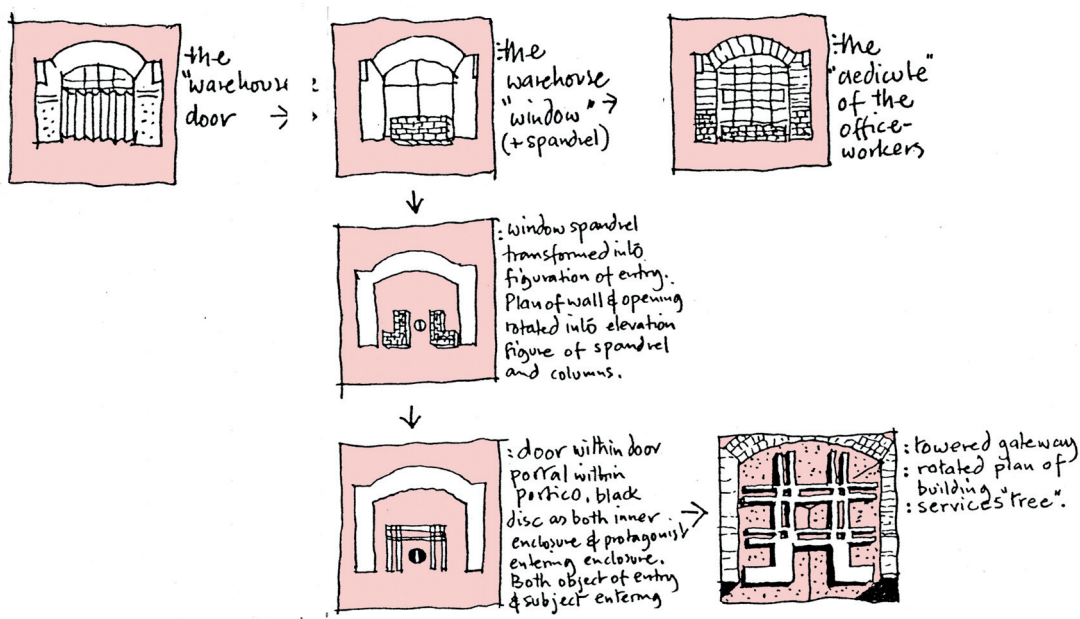 the
"warehouse
door →
:the
warehouse
"window" →
(+spandrel)
:the
"aedicule"
of the
office-
workers
:window spandrel
transformed into
figuration of entry.
Plan of wall & opening
rotated into elevation
figure of spandrel
and columns.
:door within door
portal within
portico. black
disc as both inner
enclosure & protagonist
entering enclosure.
Both object of entry
& subject entering
:towered gateway
:rotated plan of
building
:services "tree".